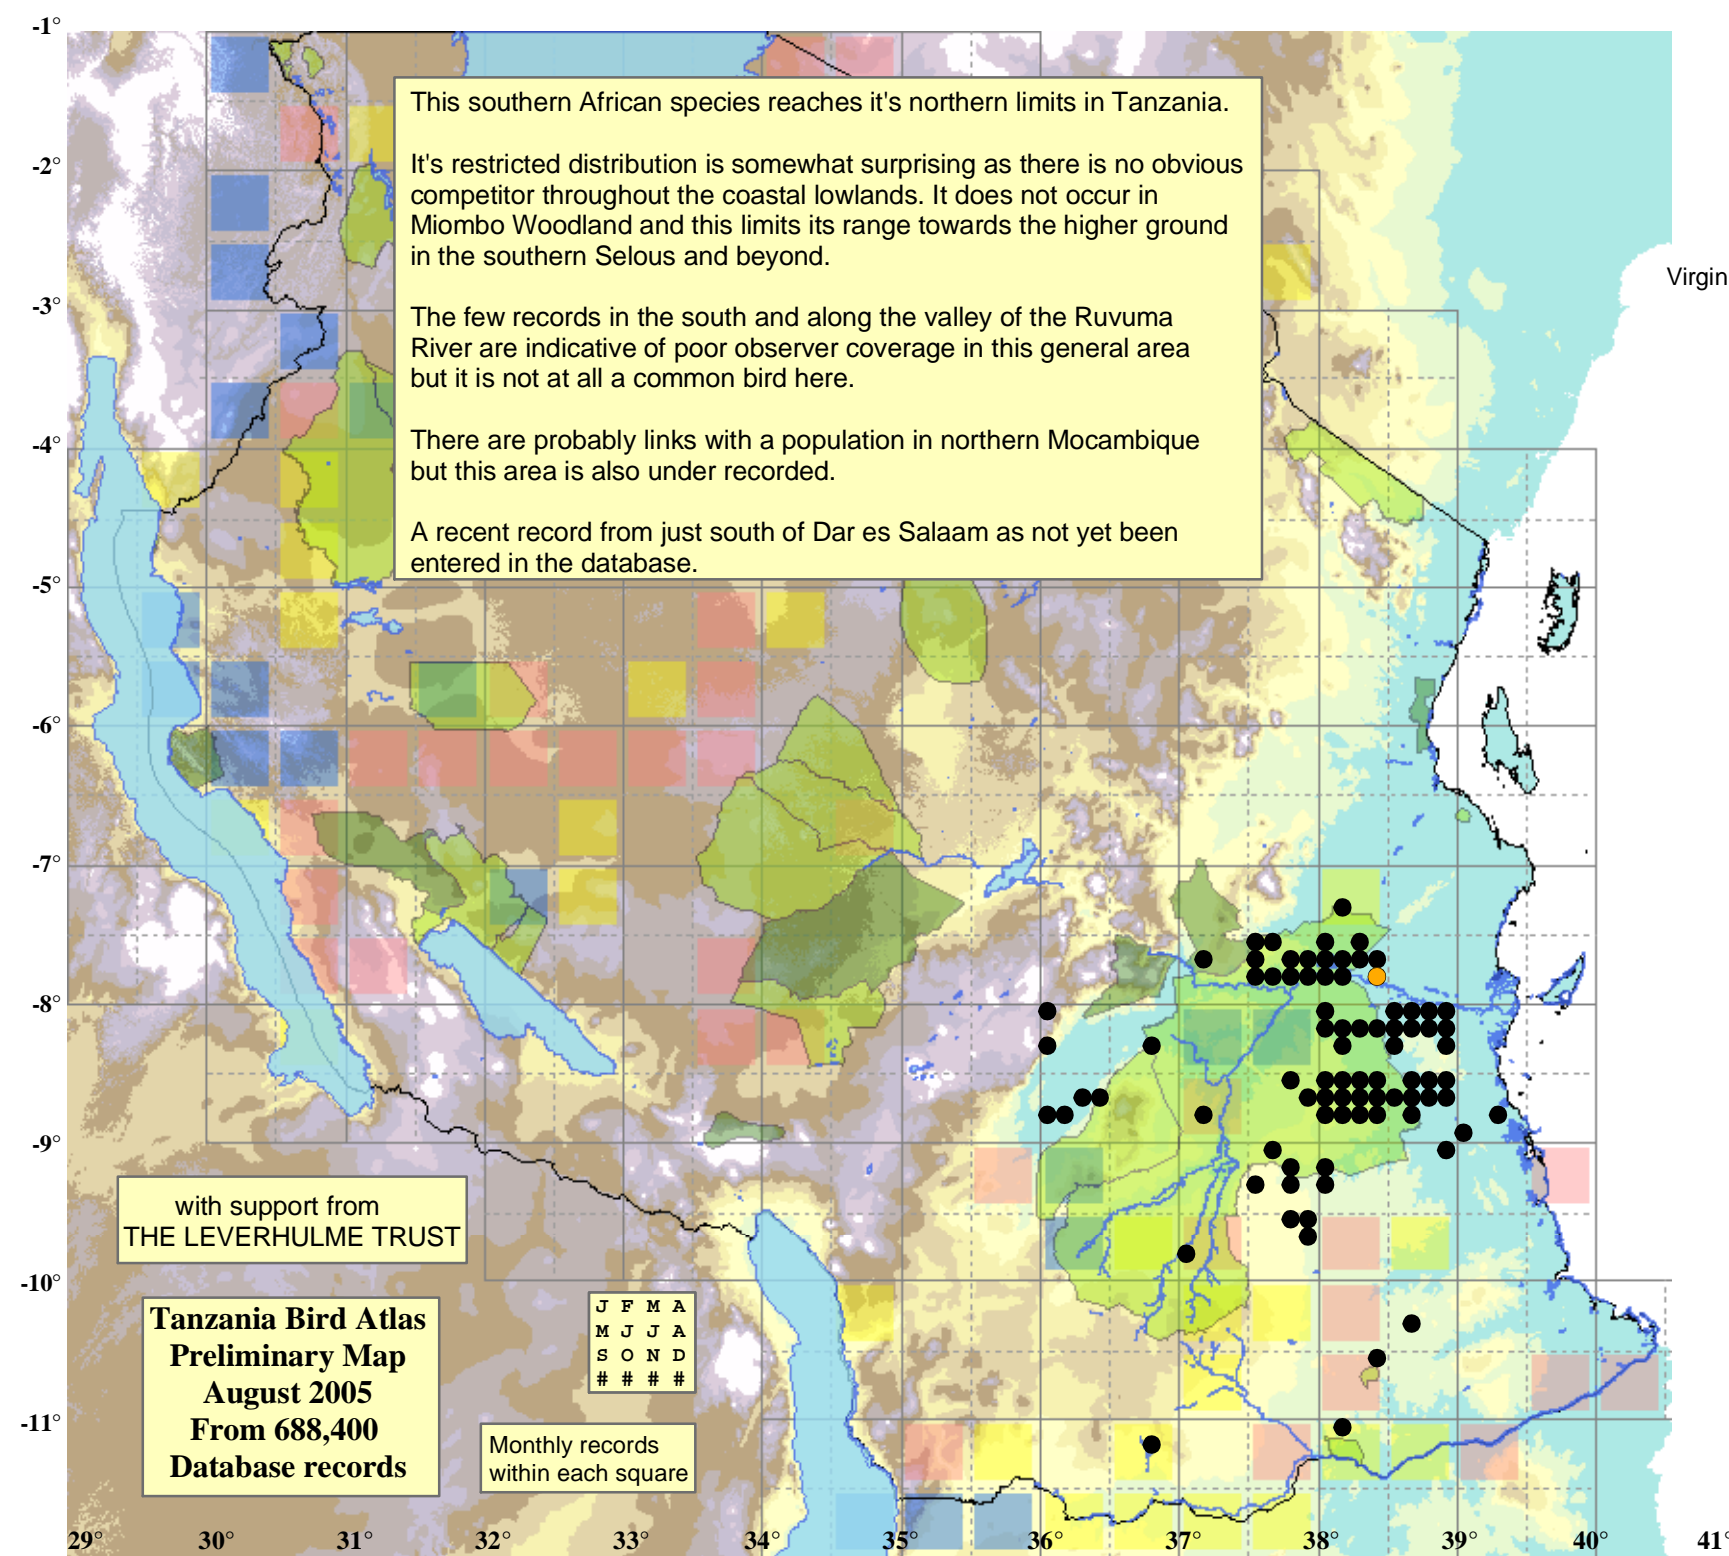 -1°
This southern African species reaches it's northern limits in Tanzania.
It's restricted distribution is somewhat surprising as there is no obvious
competitor throughout the coastal lowlands. It does not occur in
Miombo Woodland and this limits its range towards the higher ground
in the southern Selous and beyond.
The few records in the south and along the valley of the Ruvuma
River are indicative of poor observer coverage in this general area
but it is not at all a common bird here.
There are probably links with a population in northern Mocambique
but this area is also under recorded.
A recent record from just south of Dar es Salaam as not yet been
entered in the database.
Virgin
-2°
-3°
-4°
-5°
-6°
-7°
-8°
-9°
-10°
-11°
with support from
THE LEVERHULME TRUST
Tanzania Bird Atlas
Preliminary Map
August 2005
From 688,400
Database records
J F M A
M J J A
S O N D
# # # #
Monthly records
within each square
29° 30° 31° 32° 33° 34° 35° 36° 37° 38° 39° 40° 41°